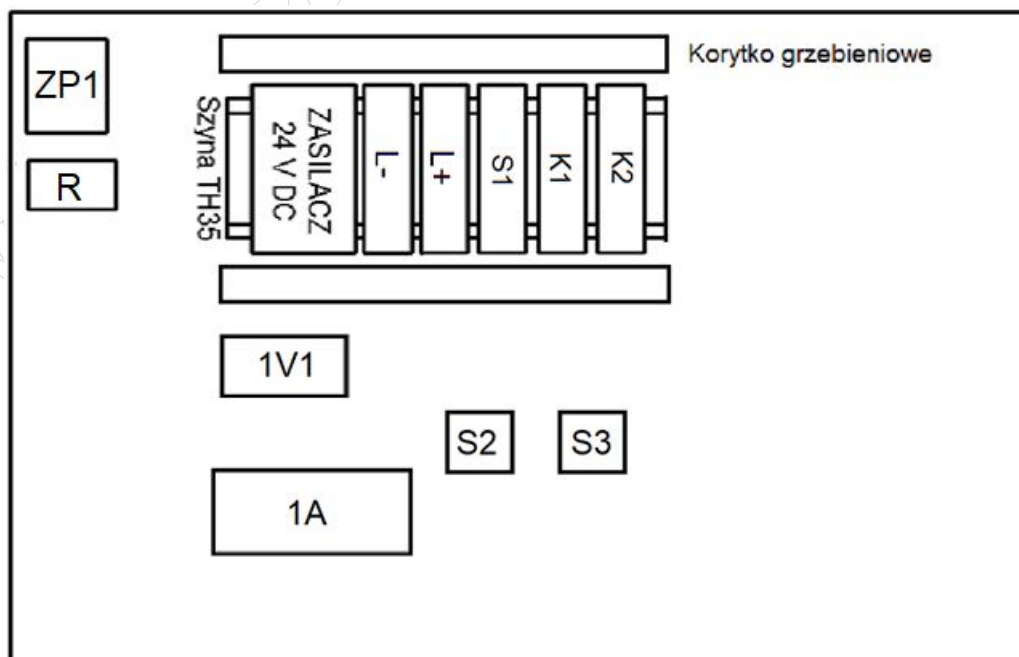 ZP1
Korytko grzebieniowe
R
Szyna TH35
ZASILACZ
24 V DC
L-
L+
S1
K1
K2
1V1
S2
S3
1A